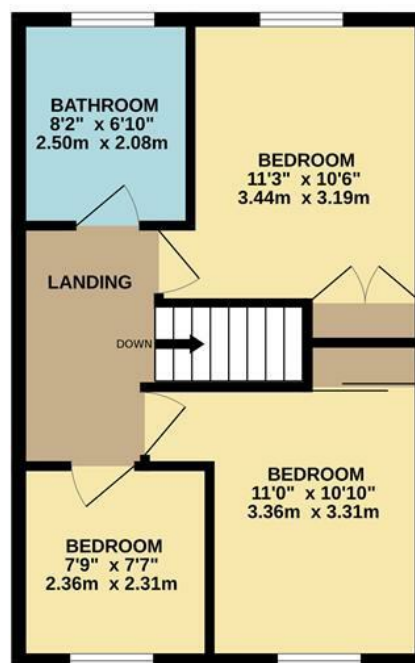 BATHROOM
8'2" x 6'10"
2.50m x 2.08m
BEDROOM
11'3" x 10'6"
3.44m x 3.19m
LANDING
DOWN
BEDROOM
11'0" x 10'10"
3.36m x 3.31m
BEDROOM
7'9" x 7'7"
2.36m x 2.31m